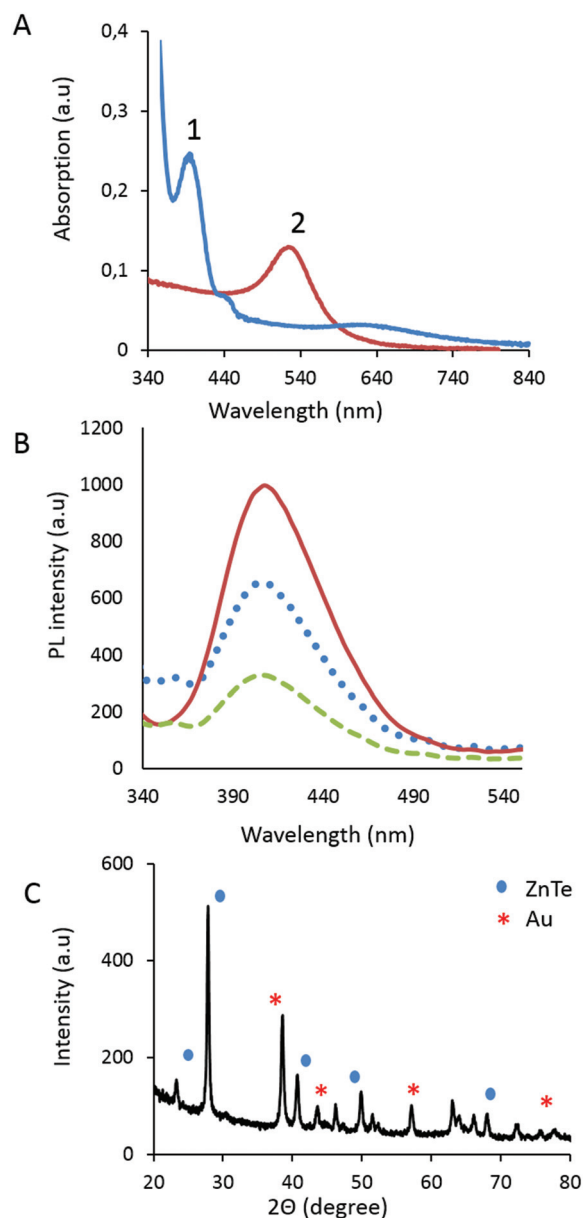 A
0,4
0,3
0,2
0,1
0
Absorption (a.u)
1
2
340 440 540 640 740 840
Wavelength (nm)
B
1200
1000
800
600
400
200
0
PL intensity (a.u)
340 390 440 490 540
Wavelength (nm)
C
600
400
200
0
Intensity (a.u)
ZnTe
* Au
* * * *
20 30 40 50 60 70 80
2Θ (degree)